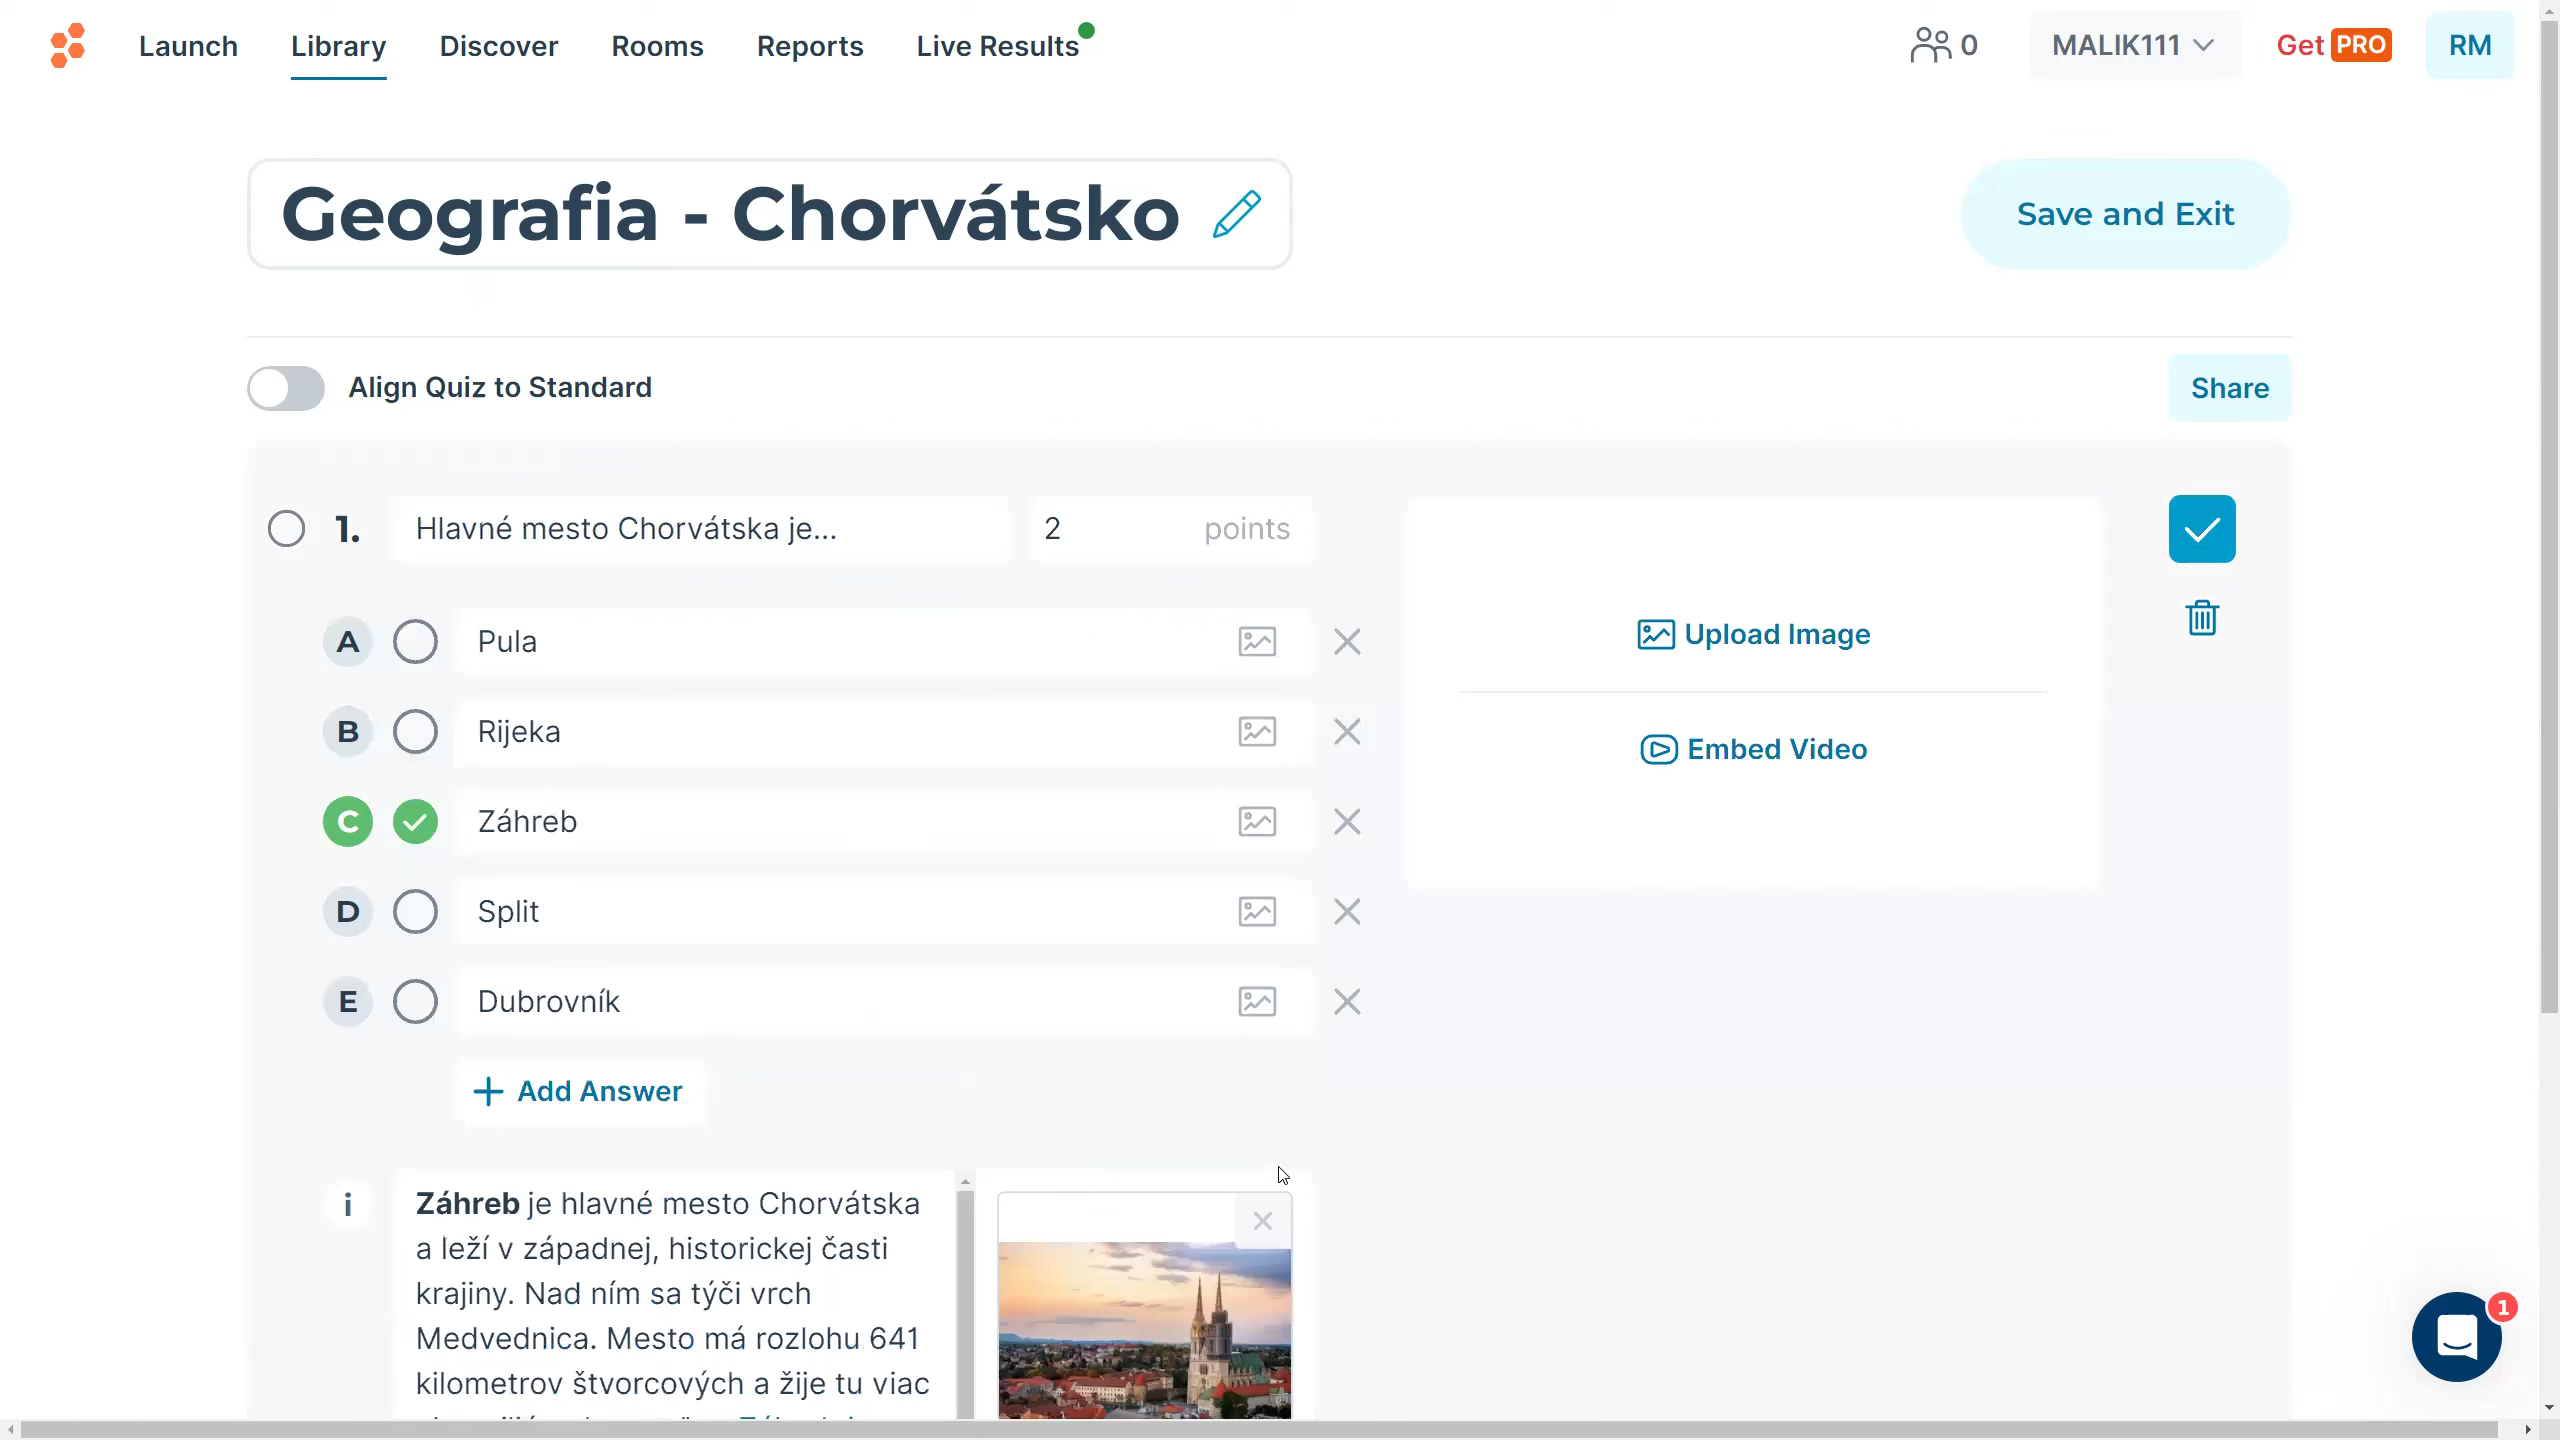 Launch Library Discover Rooms Reports Live Results 0 MALIK111 Get PRO RM
Geografia - Chorvátsko Save and Exit
Align Quiz to Standard Share
1. Hlavné mesto Chorvátska je... 2 points
A Pula
B Rijeka
C Záhreb
D Split
E Dubrovník
Upload Image
Embed Video
Add Answer
i Záhreb je hlavné mesto Chorvátska
a leží v západnej, historickej časti
krajiny. Nad ním sa týči vrch
Medvednica. Mesto má rozlohu 641
kilometrov štvorcových a žije tu viac
1